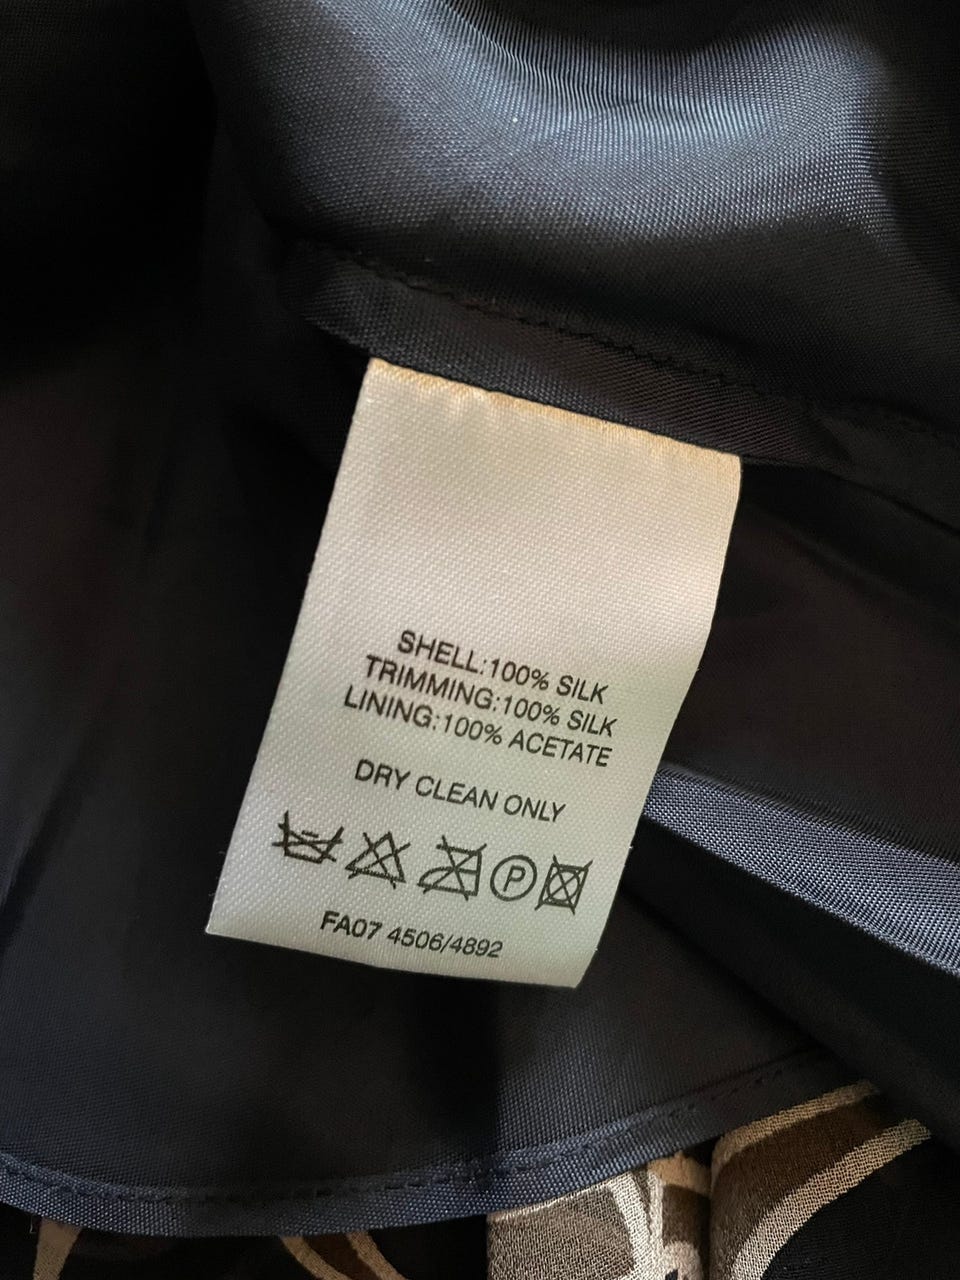 SHELL:100% SILK
TRIMMING:100% SILK
LINING:100% ACETATE
DRY CLEAN ONLY
P
FA07 4506/4892